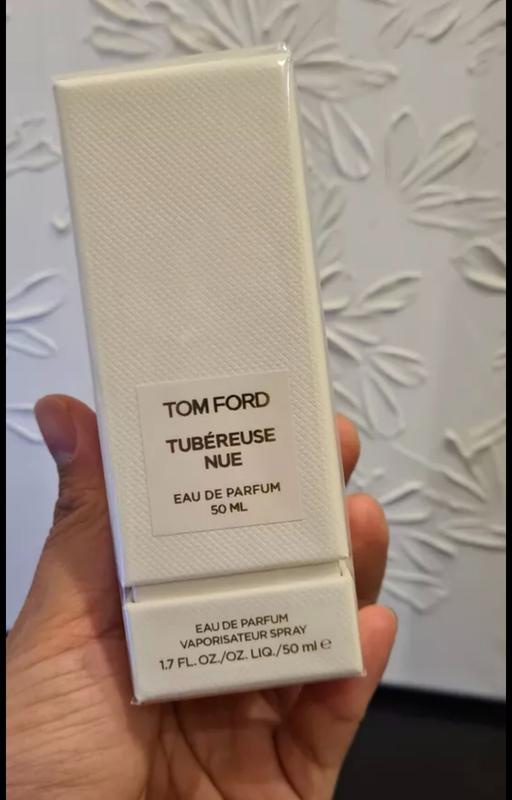 TOM FORD
TUBÉREUSE
NUE
EAU DE PARFUM
50 ML
EAU DE PARFUM
VAPORISATEUR SPRAY
1.7 FL. OZ./OZ. LIQ./50 ml ℮